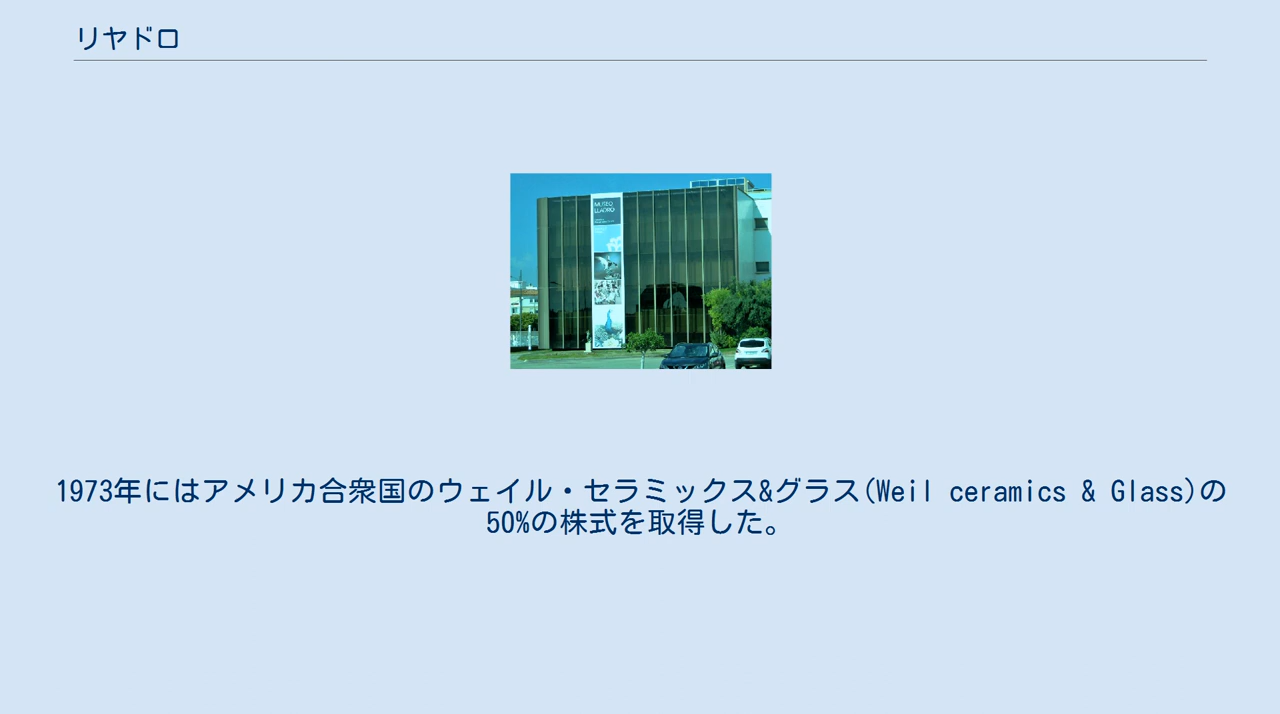 リヤドロ
MUSEO
LLADRÓ
1973年にはアメリカ合衆国のウェイル・セラミックス&グラス(Weil ceramics & Glass)の
50%の株式を取得した。